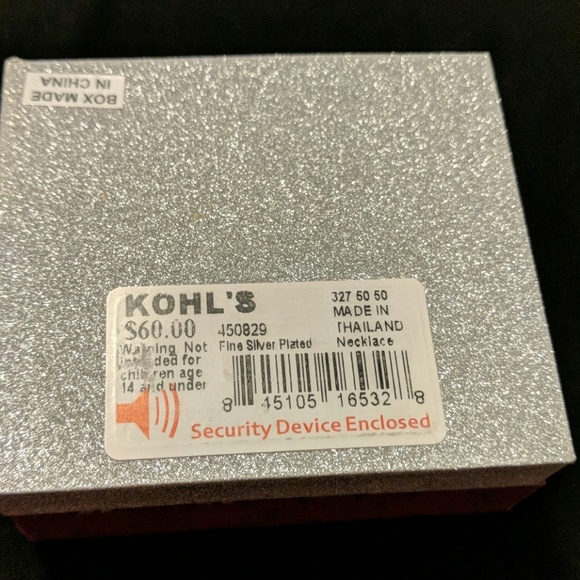 BOX MADE
IN CHINA
KOHL'S
$60.00 450829
327 50 50
MADE IN
THAILAND
Fine Silver Plated Necklace
Warning Not
for
children age
14 and under
8 45105 16532 8
Security Device Enclosed